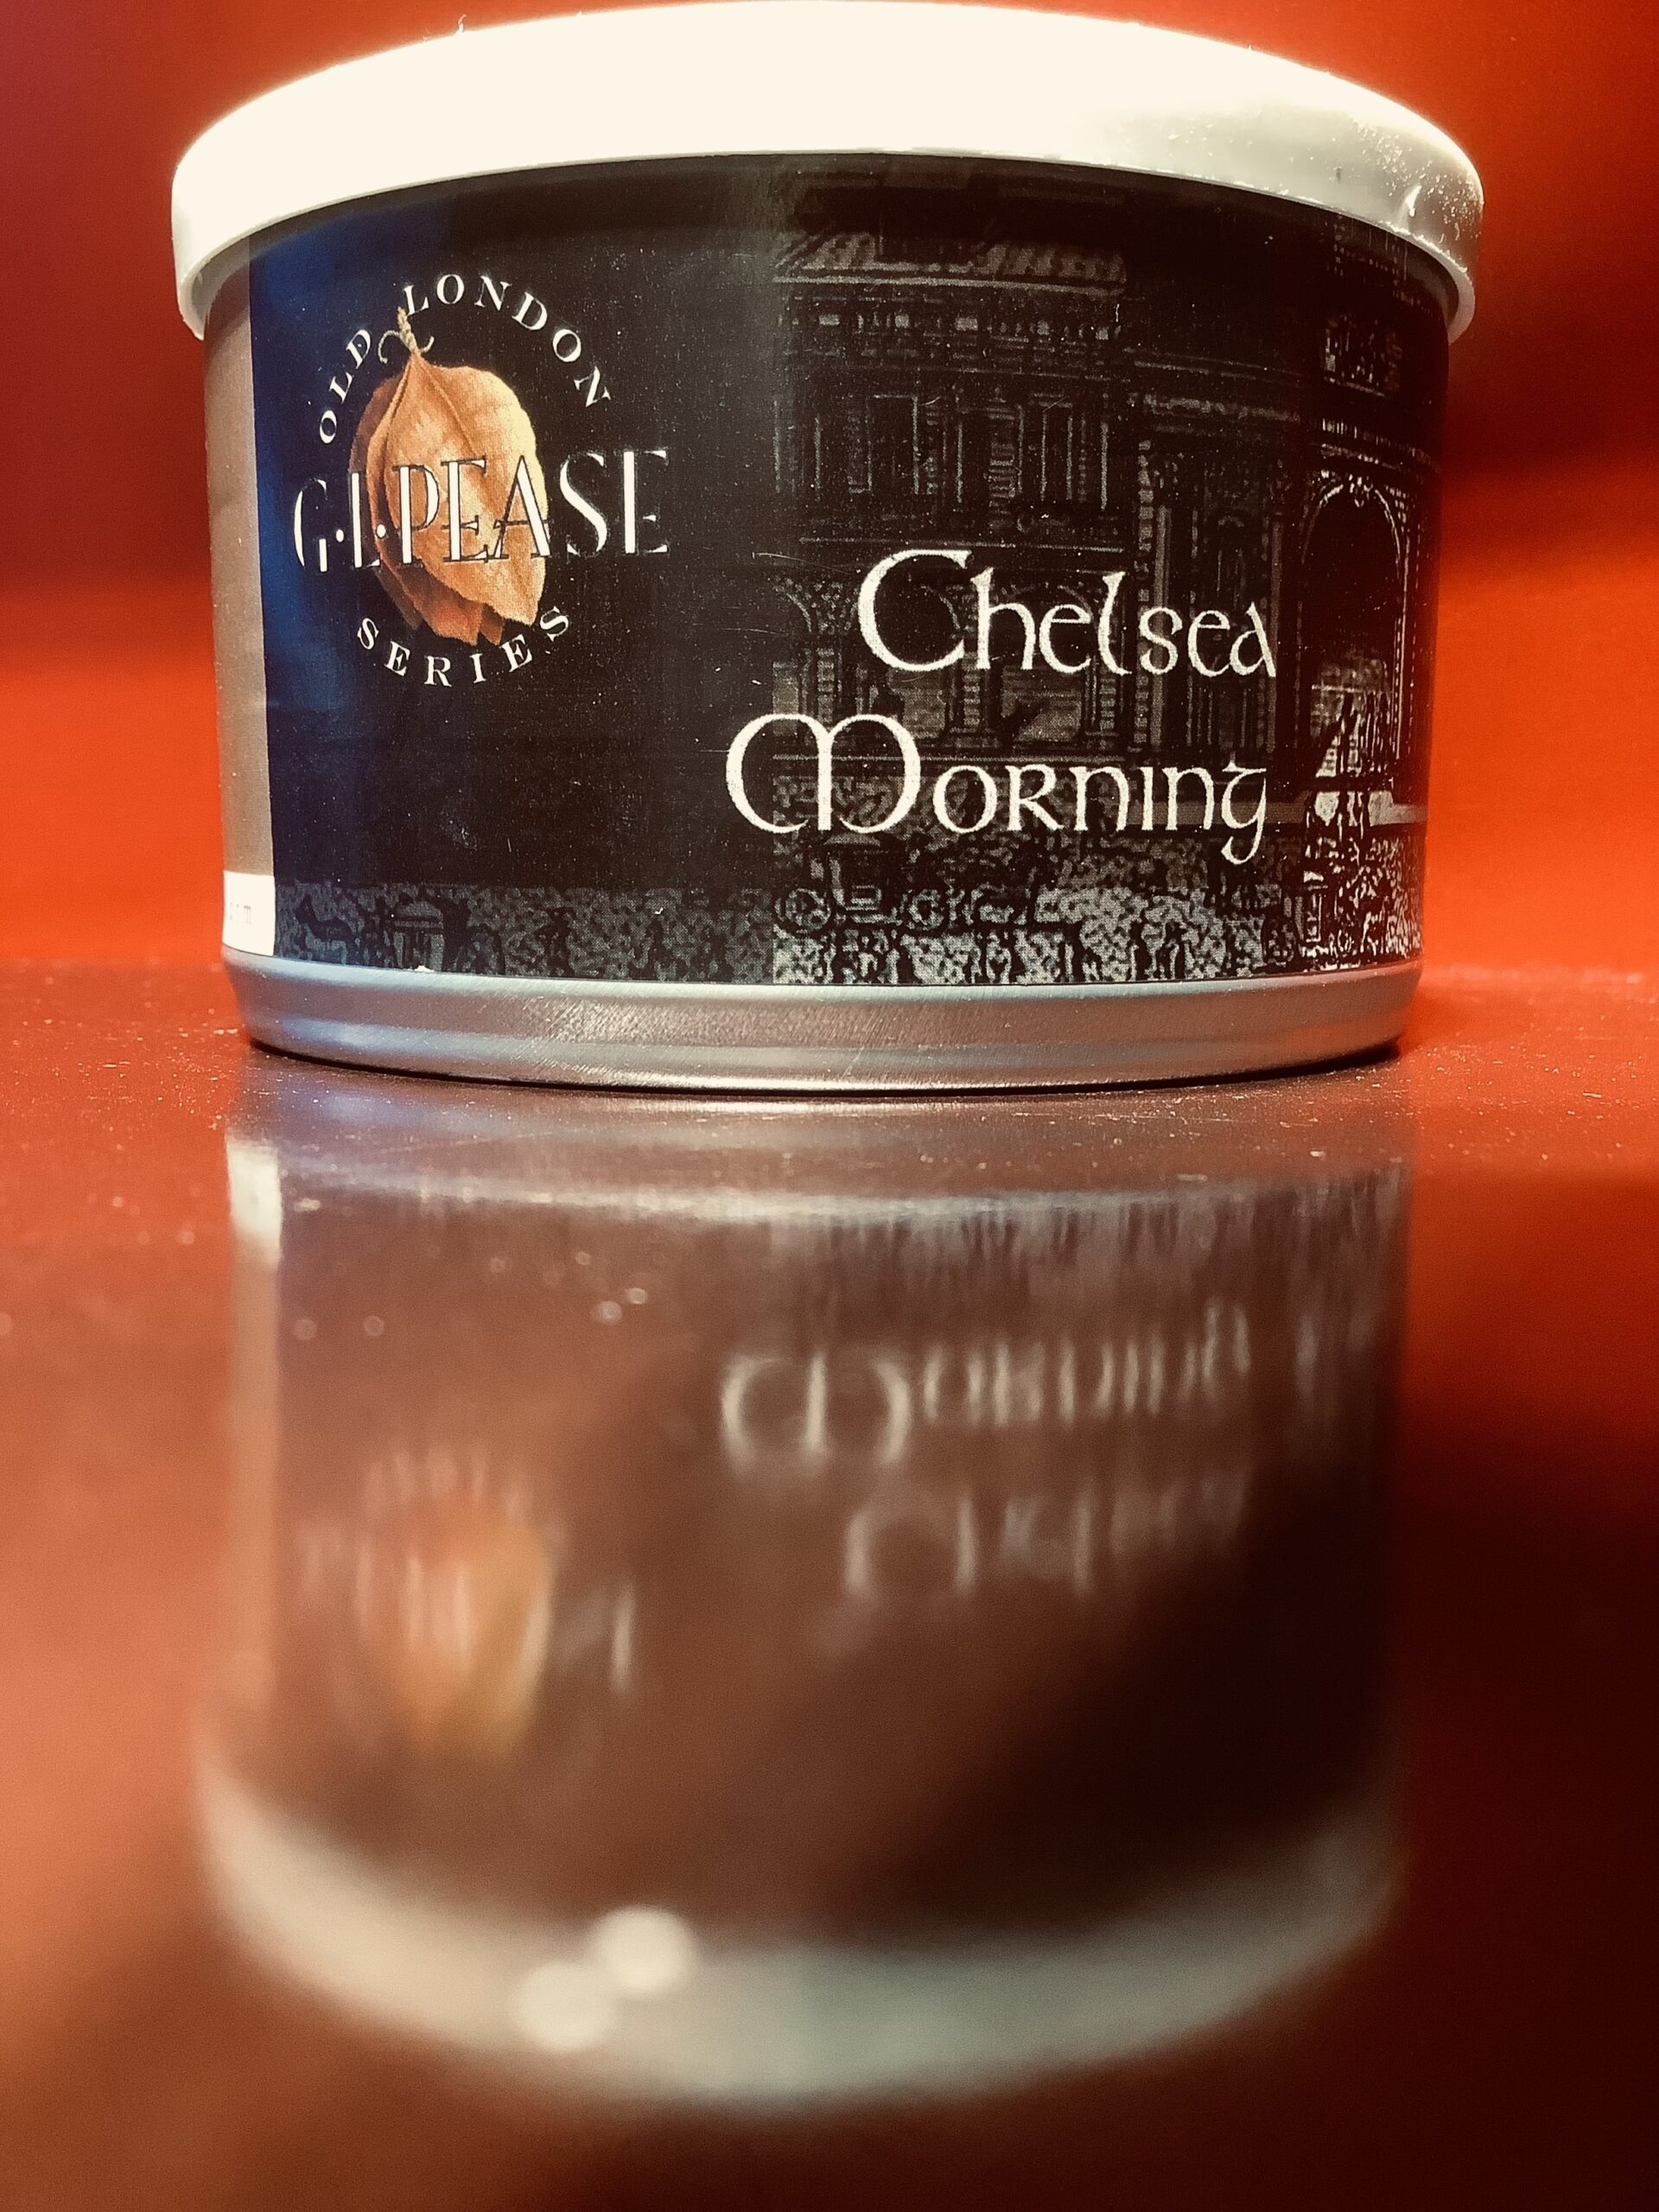 OLD LONDON
G·L·PEASE
SERIES
Chelsea
Morning